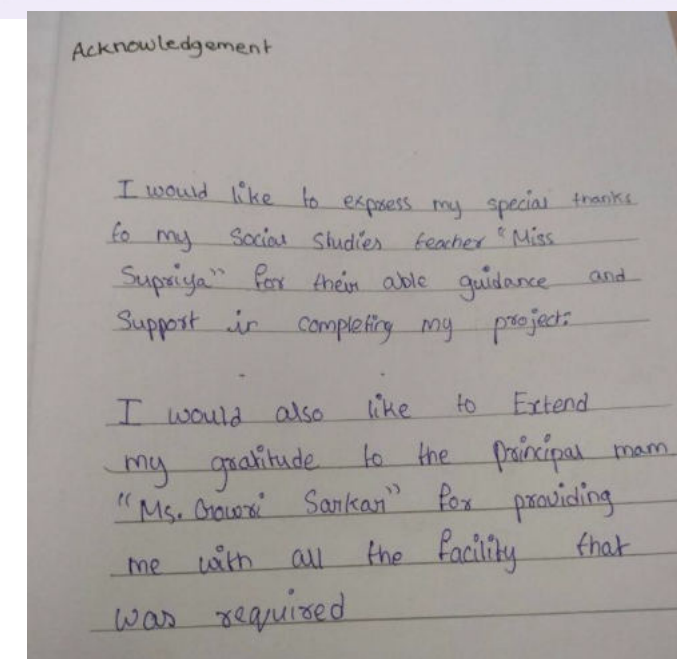 Acknowledgement
I would like to express my special thanks
to my Social Studies teacher "Miss
Supriya" for their able guidance and
Support in completing my project.
I would also like to Extend
my gratitude to the Principal mam
"Ms. Gowri Sankar" for providing
me with all the facility that
was required